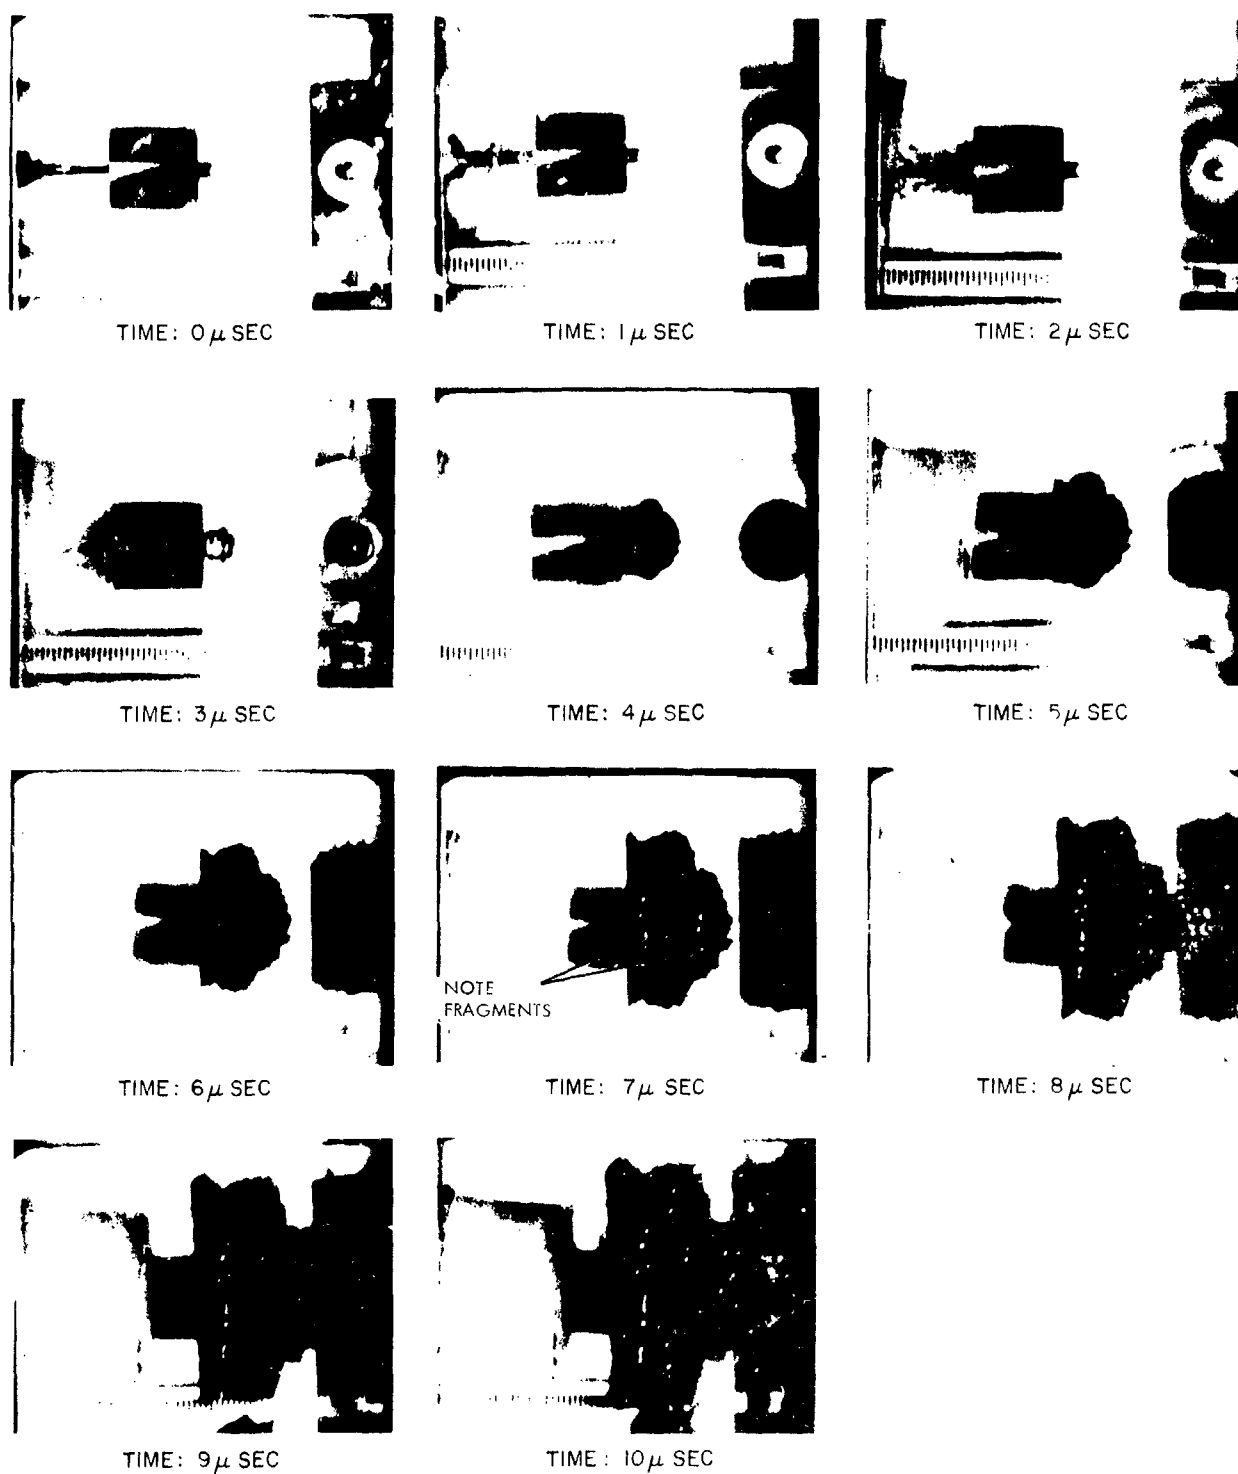 TIME: 0 μ SEC
TIME: 1 μ SEC
TIME: 2 μ SEC
TIME: 3 μ SEC
TIME: 4 μ SEC
TIME: 5 μ SEC
NOTE
FRAGMENTS
TIME: 6 μ SEC
TIME: 7 μ SEC
TIME: 8 μ SEC
TIME: 9 μ SEC
TIME: 10 μ SEC